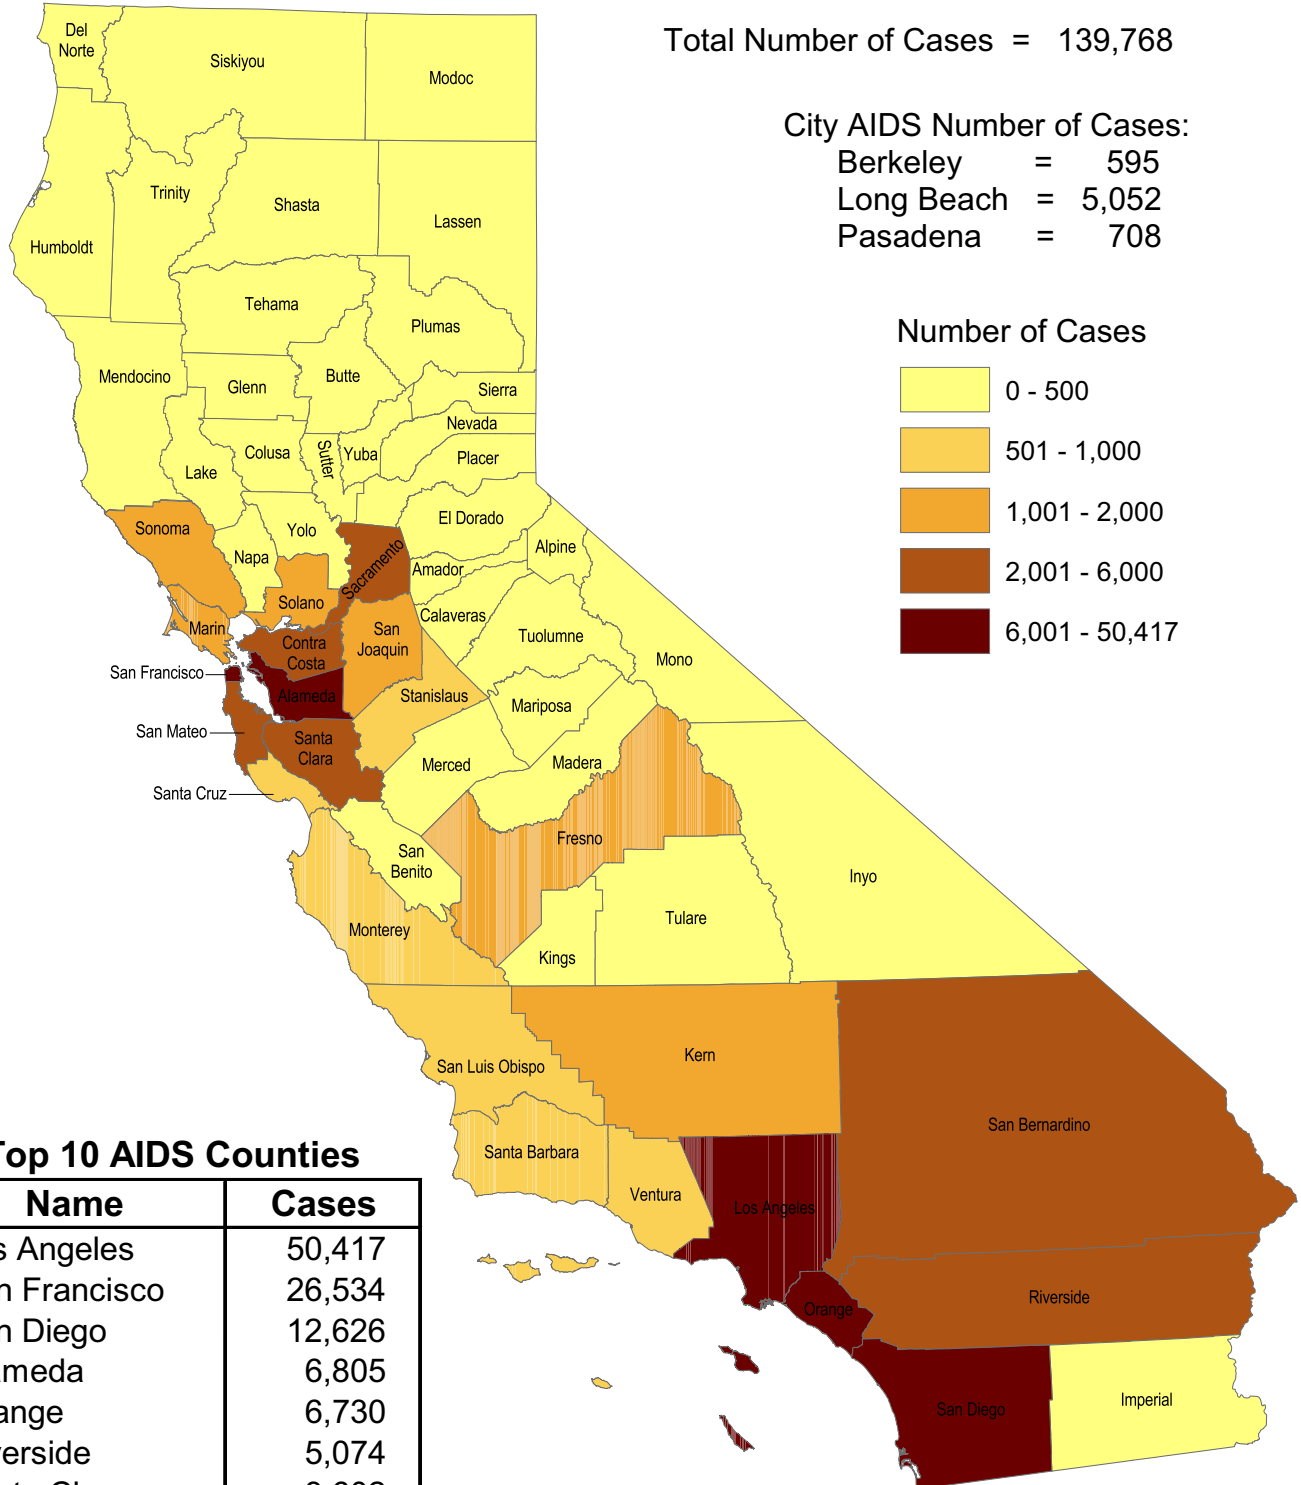 Total Number of Cases = 139,768
City AIDS Number of Cases:
Berkeley = 595
Long Beach = 5,052
Pasadena = 708
Number of Cases
0 - 500
501 - 1,000
1,001 - 2,000
2,001 - 6,000
6,001 - 50,417
Del
Norte
Siskiyou
Modoc
Trinity
Shasta
Lassen
Humboldt
Tehama
Plumas
Mendocino
Glenn
Butte
Sierra
Nevada
Colusa
Sutter
Yuba
Placer
Lake
El Dorado
Sonoma
Yolo
Napa
Sacramento
Alpine
Amador
Solano
Calaveras
Marin
San
Joaquin
Tuolumne
Contra
Costa
Mono
San Francisco
Alameda
Stanislaus
Mariposa
San Mateo
Santa
Clara
Merced
Madera
Santa Cruz
Fresno
San
Benito
Inyo
Tulare
Monterey
Kings
Kern
San Luis Obispo
San Bernardino
Santa Barbara
Ventura
Los Angeles
Riverside
Orange
San Diego
Imperial
Top 10 AIDS Counties
Name Cases
s Angeles 50,417
n Francisco 26,534
n Diego 12,626
meda 6,805
ange 6,730
verside 5,074